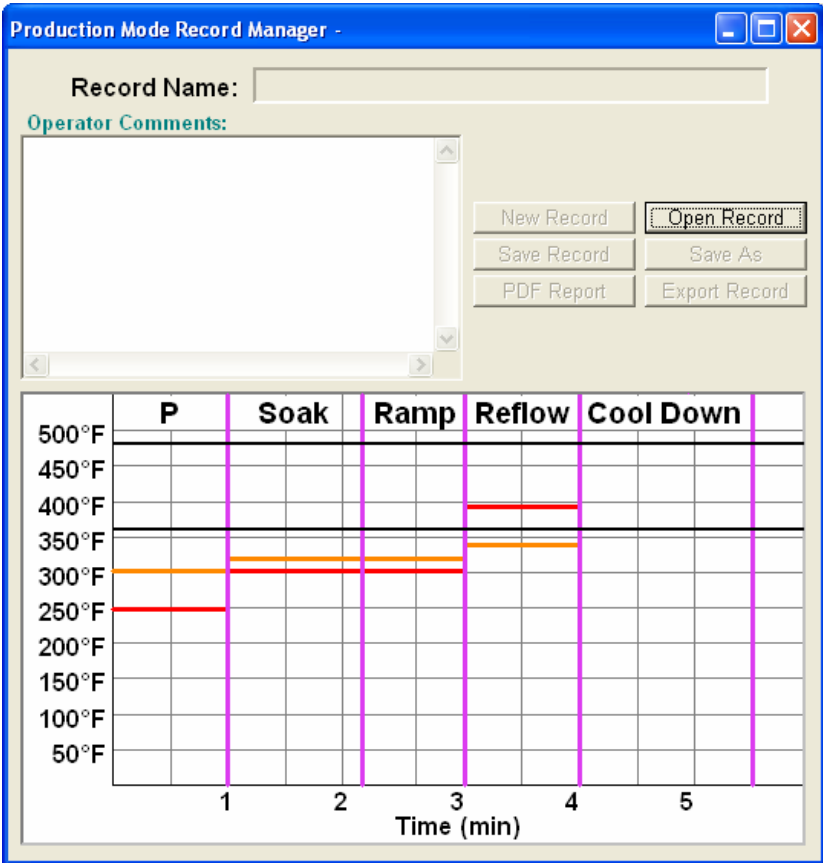 Production Mode Record Manager -
Record Name:
Operator Comments:
New Record Open Record
Save Record Save As
PDF Report Export Record
P Soak Ramp Reflow Cool Down
500°F
450°F
400°F
350°F
300°F
250°F
200°F
150°F
100°F
50°F
1 2 3 4 5
Time (min)